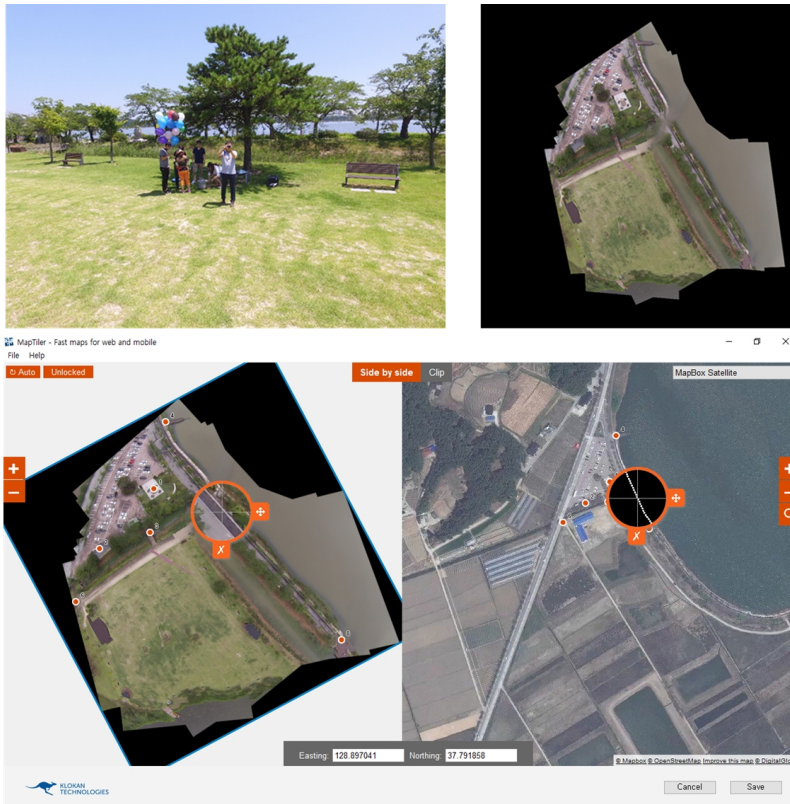 MapTiler - Fast maps for web and mobile
File Help
Auto Unlocked
Side by side Clip
MapBox Satellite
Easting: 128.897041 Northing: 37.791858
© Mapbox © OpenStreetMap Improve this map © DigitalGlo
KLOKAN
TECHNOLOGIES
Cancel Save